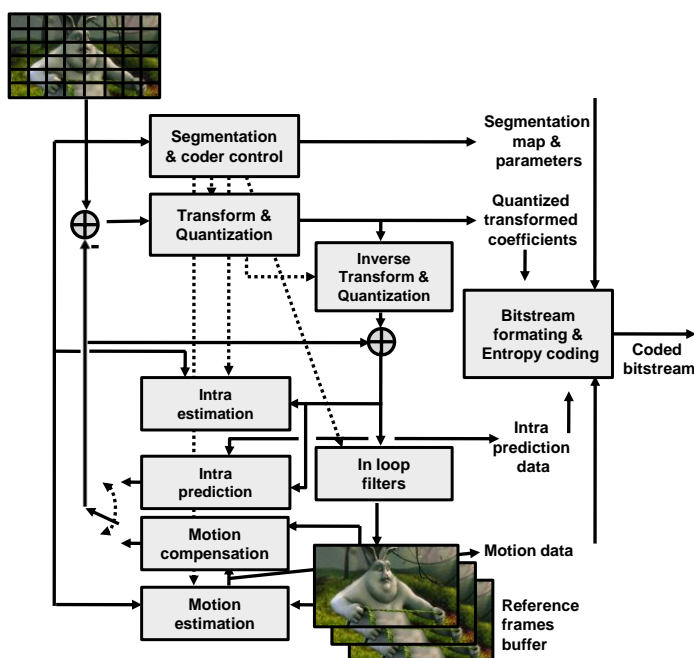 Segmentation
& coder control
Segmentation
map &
parameters
Transform &
Quantization
Quantized
transformed
coefficients
-
Inverse
Transform &
Quantization
Bitstream
formating &
Entropy coding
Coded
bitstream
Intra
estimation
Intra
prediction
data
Intra
prediction
In loop
filters
Motion
compensation
Motion data
Motion
estimation
Reference
frames
buffer